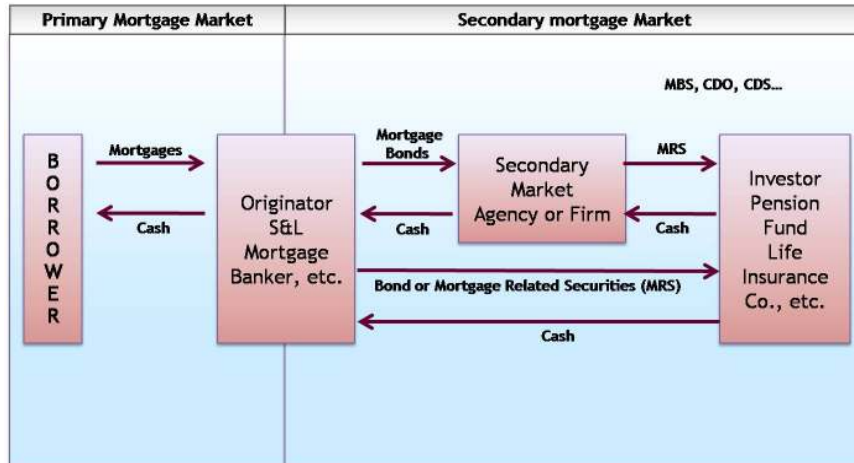 Primary Mortgage Market
Secondary mortgage Market
MBS, CDO, CDS...
B
O
R
R
O
W
E
R
Mortgages
Cash
Originator
S&L
Mortgage
Banker, etc.
Mortgage
Bonds
Cash
Secondary
Market
Agency or Firm
MRS
Cash
Investor
Pension
Fund
Life
Insurance
Co., etc.
Bond or Mortgage Related Securities (MRS)
Cash